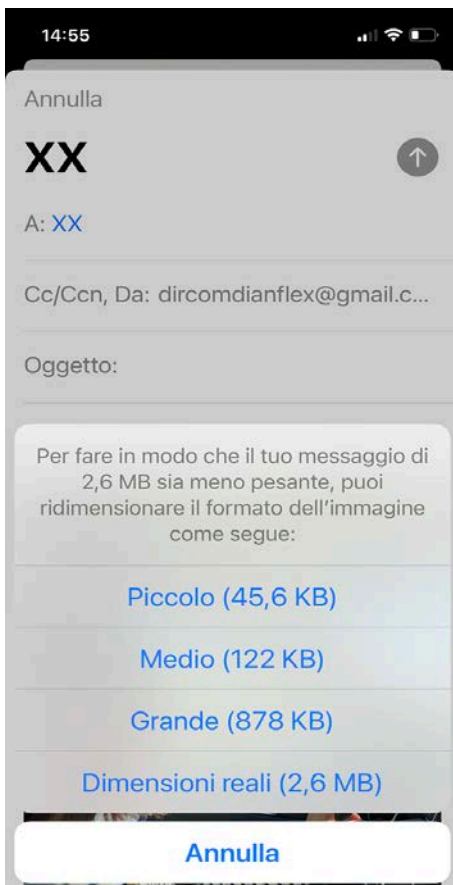 14:55
Annulla
XX
A: XX
Cc/Ccn, Da: dircomdianflex@gmail.c...
Oggetto:
Per fare in modo che il tuo messaggio di
2,6 MB sia meno pesante, puoi
ridimensionare il formato dell'immagine
come segue:
Piccolo (45,6 KB)
Medio (122 KB)
Grande (878 KB)
Dimensioni reali (2,6 MB)
Annulla